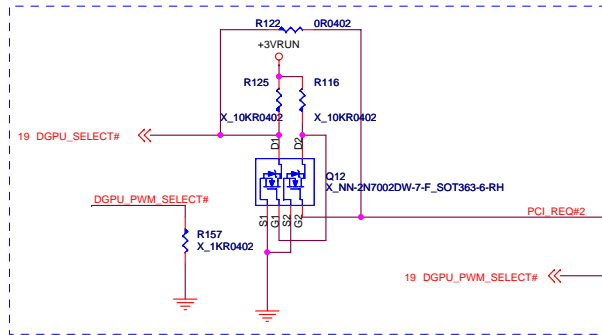 R122 0R0402
+3VRUN
R125 R116
X_10KR0402 X_10KR0402
19 DGPU_SELECT#
D1 D2
Q12
X_NN-2N7002DW-7-F_SOT363-6-RH
DGPU_PWM_SELECT#
S1 G1 S2 G2
PCI_REQ#2
R157
X_1KR0402
19 DGPU_PWM_SELECT#